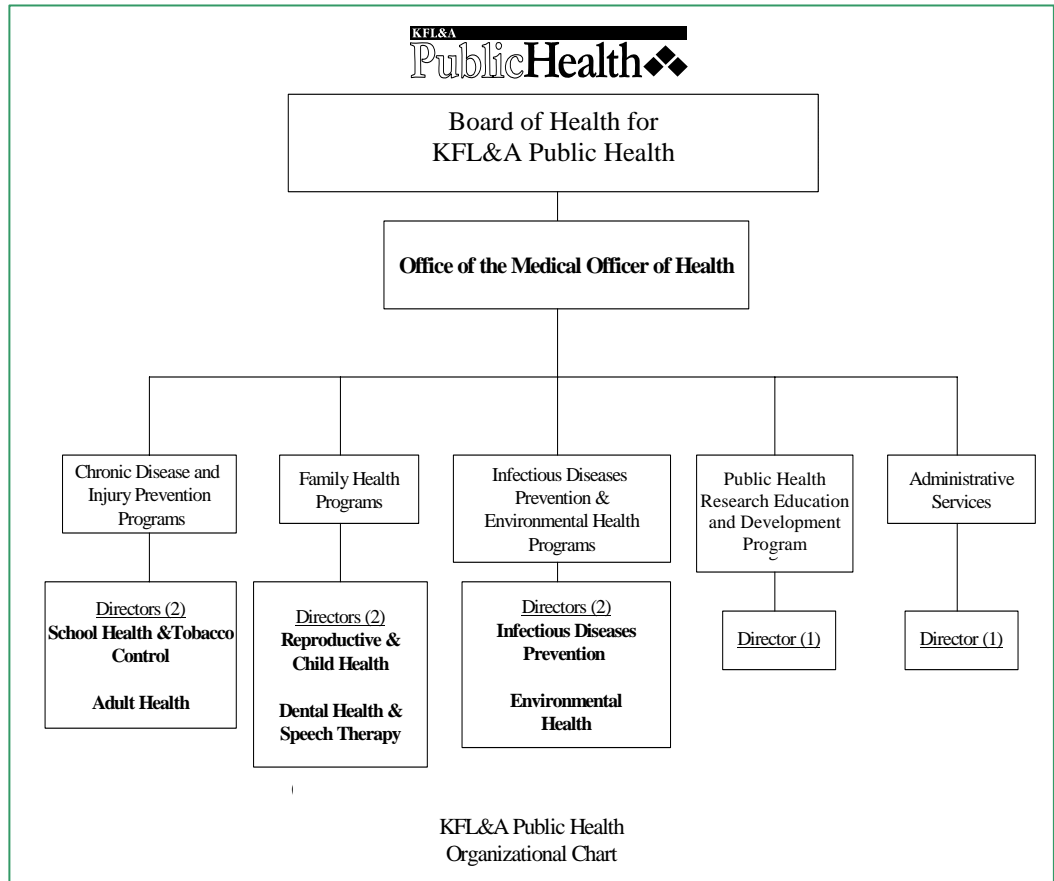 KFL&A
PublicHealth
Board of Health for
KFL&A Public Health
Office of the Medical Officer of Health
Chronic Disease and
Injury Prevention
Programs
Family Health
Programs
Infectious Diseases
Prevention &
Environmental Health
Programs
Public Health
Research Education
and Development
Program
Administrative
Services
Directors (2)
School Health &Tobacco
Control
Adult Health
Directors (2)
Reproductive &
Child Health
Dental Health &
Speech Therapy
Directors (2)
Infectious Diseases
Prevention
Environmental
Health
Director (1)
Director (1)
KFL&A Public Health
Organizational Chart